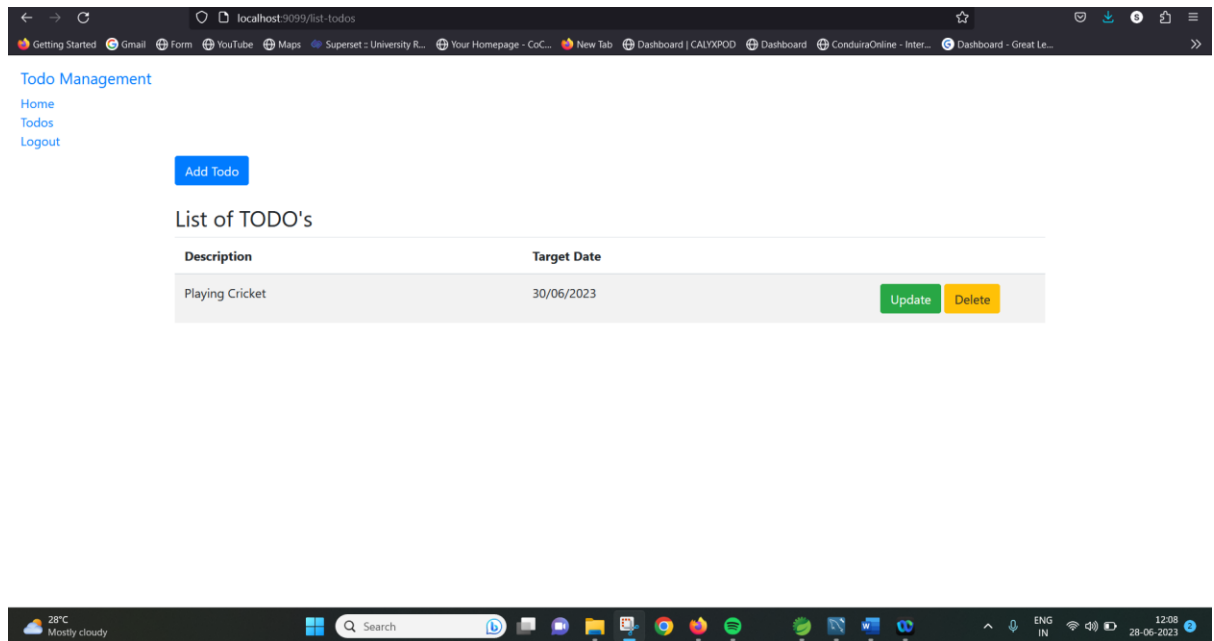 localhost:9099/list-todos
S
Getting Started Gmail Form YouTube Maps Superset :: University R... Your Homepage - CoC... New Tab Dashboard | CALYXPOD Dashboard ConduiraOnline - Inter... Dashboard - Great Le...
Todo Management
Home
Todos
Logout
Add Todo
List of TODO's
Description Target Date
Playing Cricket 30/06/2023 Update Delete
28°C
Mostly cloudy
Search
ENG
IN
12:08
28-06-2023
2